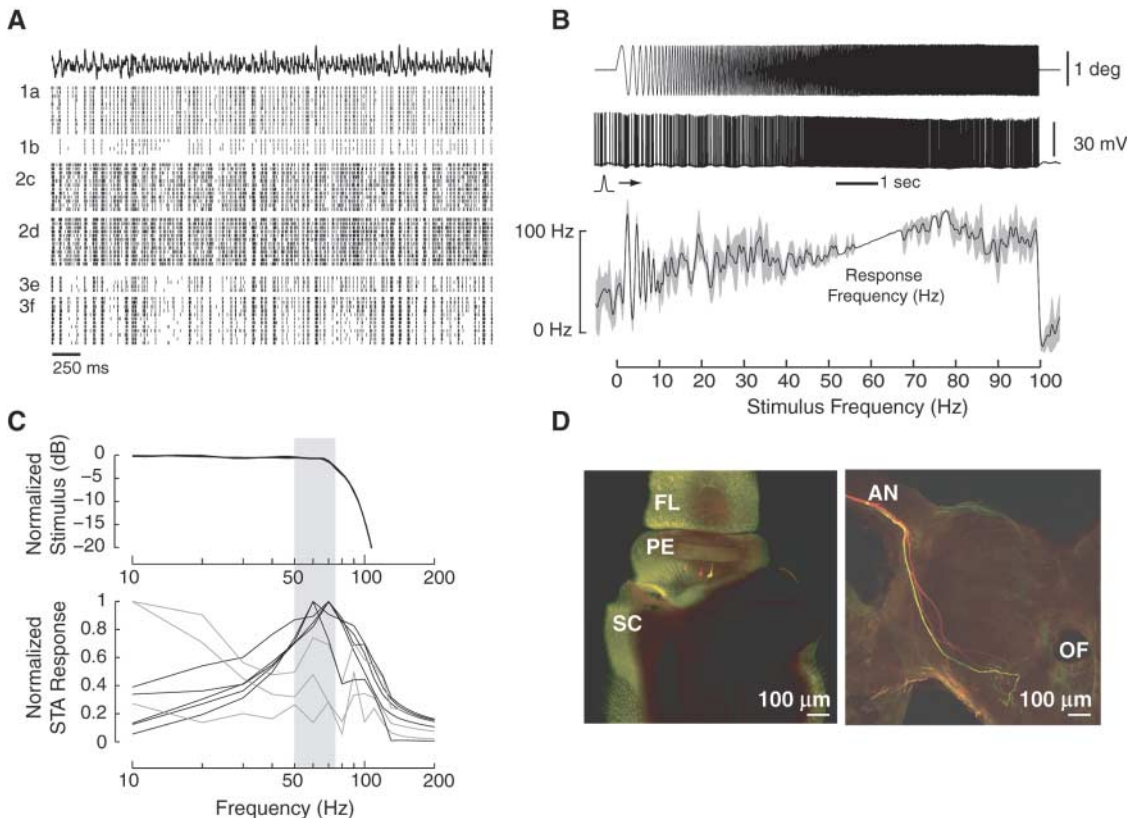 A
1a
1b
2c
2d
3e
3f
250 ms
B
1 deg
30 mV
1 sec
100 Hz
0 Hz
Response
Frequency (Hz)
0 10 20 30 40 50 60 70 80 90 100
Stimulus Frequency (Hz)
C
Normalized
Stimulus (dB)
0
−5
−10
−15
−20
10 50 100 200
Normalized
STA Response
1
0.8
0.6
0.4
0.2
0
10 50 100 200
Frequency (Hz)
D
FL
PE
SC
100 µm
AN
OF
100 µm